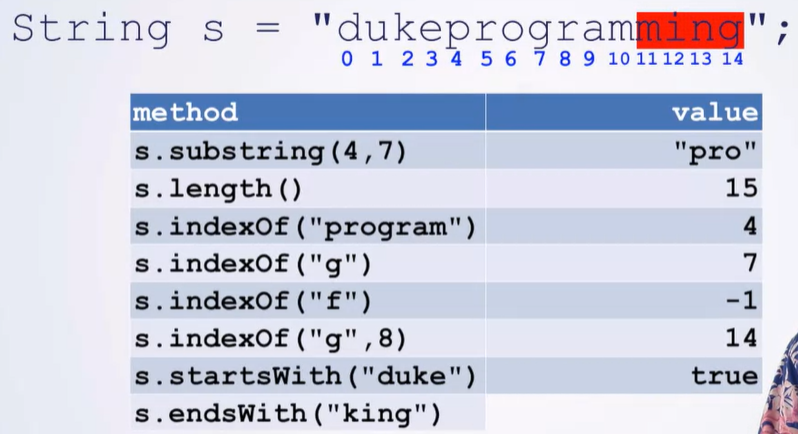 String s = "dukeprogramming";
0 1 2 3 4 5 6 7 8 9 10 11 12 13 14
method value
s.substring(4,7) "pro"
s.length() 15
s.indexOf("program") 4
s.indexOf("g") 7
s.indexOf("f") -1
s.indexOf("g",8) 14
s.startsWith("duke") true
s.endsWith("king")